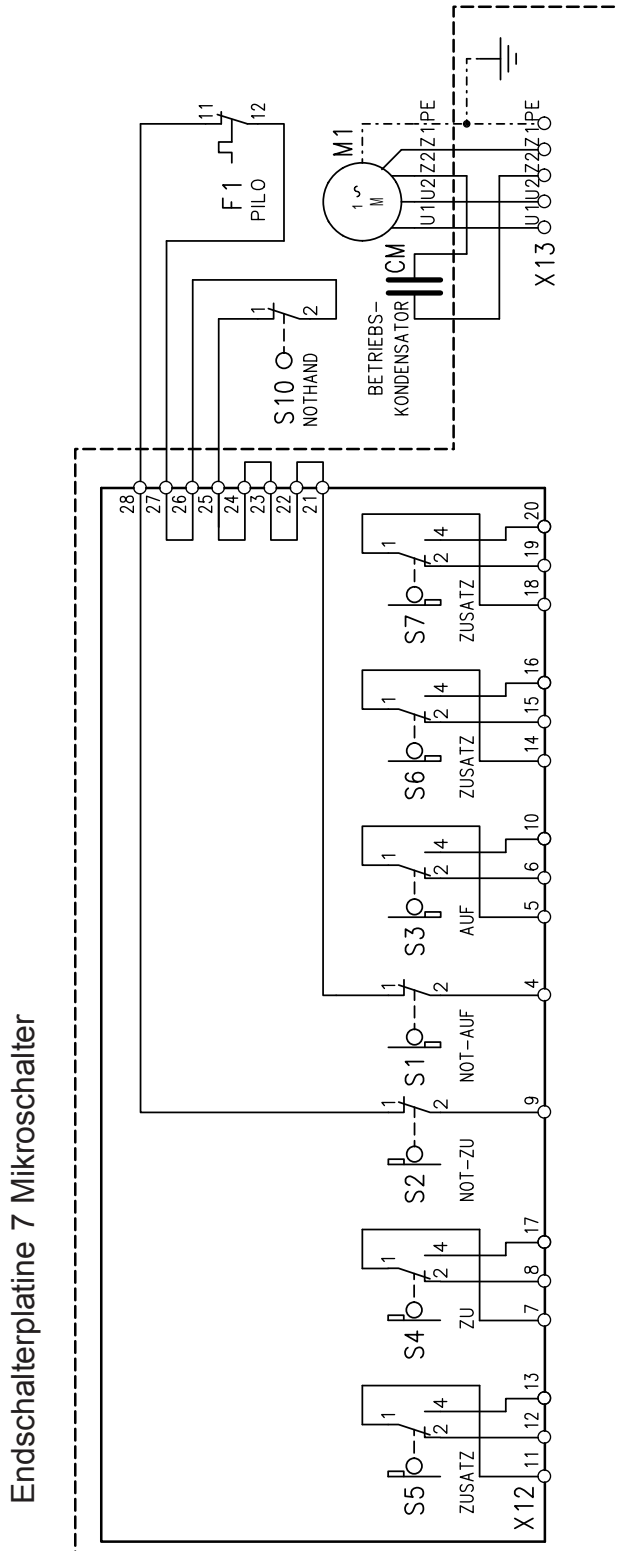 Endschalterplatine 7 Mikroschalter
28
27
26
25
24
23
22
21
11
12
F1
PILO
1
2
S10
NOTHAND
M1
1 ~
M
CM
BETRIEBS-
KONDENSATOR
U1 U2 Z2 Z1 PE
U1 U2 Z2 Z1 PE
X13
S5
ZUSATZ
1
2
4
11
12
13
S4
ZU
1
2
4
7
8
17
S2
NOT-ZU
1
2
9
S1
NOT-AUF
1
2
4
S3
AUF
1
2
4
5
6
10
S6
ZUSATZ
1
2
4
14
15
16
S7
ZUSATZ
1
2
4
18
19
20
X12